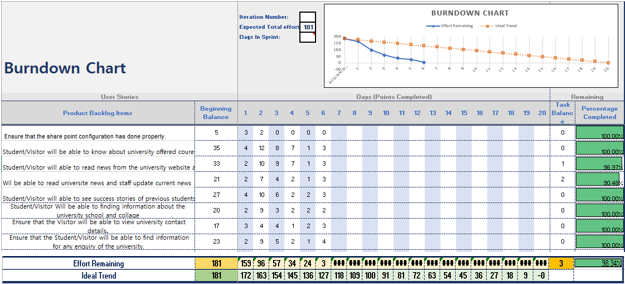 Iteration Number:
Expected Total effort 181
Days In Sprint:
BURNDOWN CHART
Effort Remaining Ideal Trend
200
150
100
50
0
Burndown Chart
User Stories Days (Points Completed) Remaining
Product Backlog Items Beginning Balance 1 2 3 4 5 6 7 8 9 10 11 12 13 14 15 16 17 18 19 20 Task Balance Percentage Completed
Ensure that the share point configuration has done properly. 5 3 2 0 0 0 0 0 100.00%
Student/Visitor will be able to know about university offered coure 35 4 12 8 7 1 3 0 100.00%
Student/Visitor will able to read news from the university website a 33 2 10 9 7 1 3 1 96.97%
Will be able to read universite news and staff update current news 21 2 7 4 2 1 3 2 90.48%
Student/Visitor will able to see success stories of previous students 27 4 10 6 2 2 3 0 100.00%
Student/Visitor Will able to finding information about the
university school and collage 20 2 9 3 2 2 2 0 100.00%
Ensure that the Visitor will be able to view university contact
details. 17 3 4 4 1 2 3 0 100.00%
Ensure that the Student/Visitor will be able to find information
for any enquiry of the university. 23 2 9 5 2 1 4 0 100.00%
Effort Remaining 181 159 96 57 34 24 3 ### ### ### ### ### ### ### ### ### ### ### ### ### ### 3 98.34%
Ideal Trend 181 172 163 154 145 136 127 118 109 100 91 81 72 63 54 45 36 27 18 9 -0